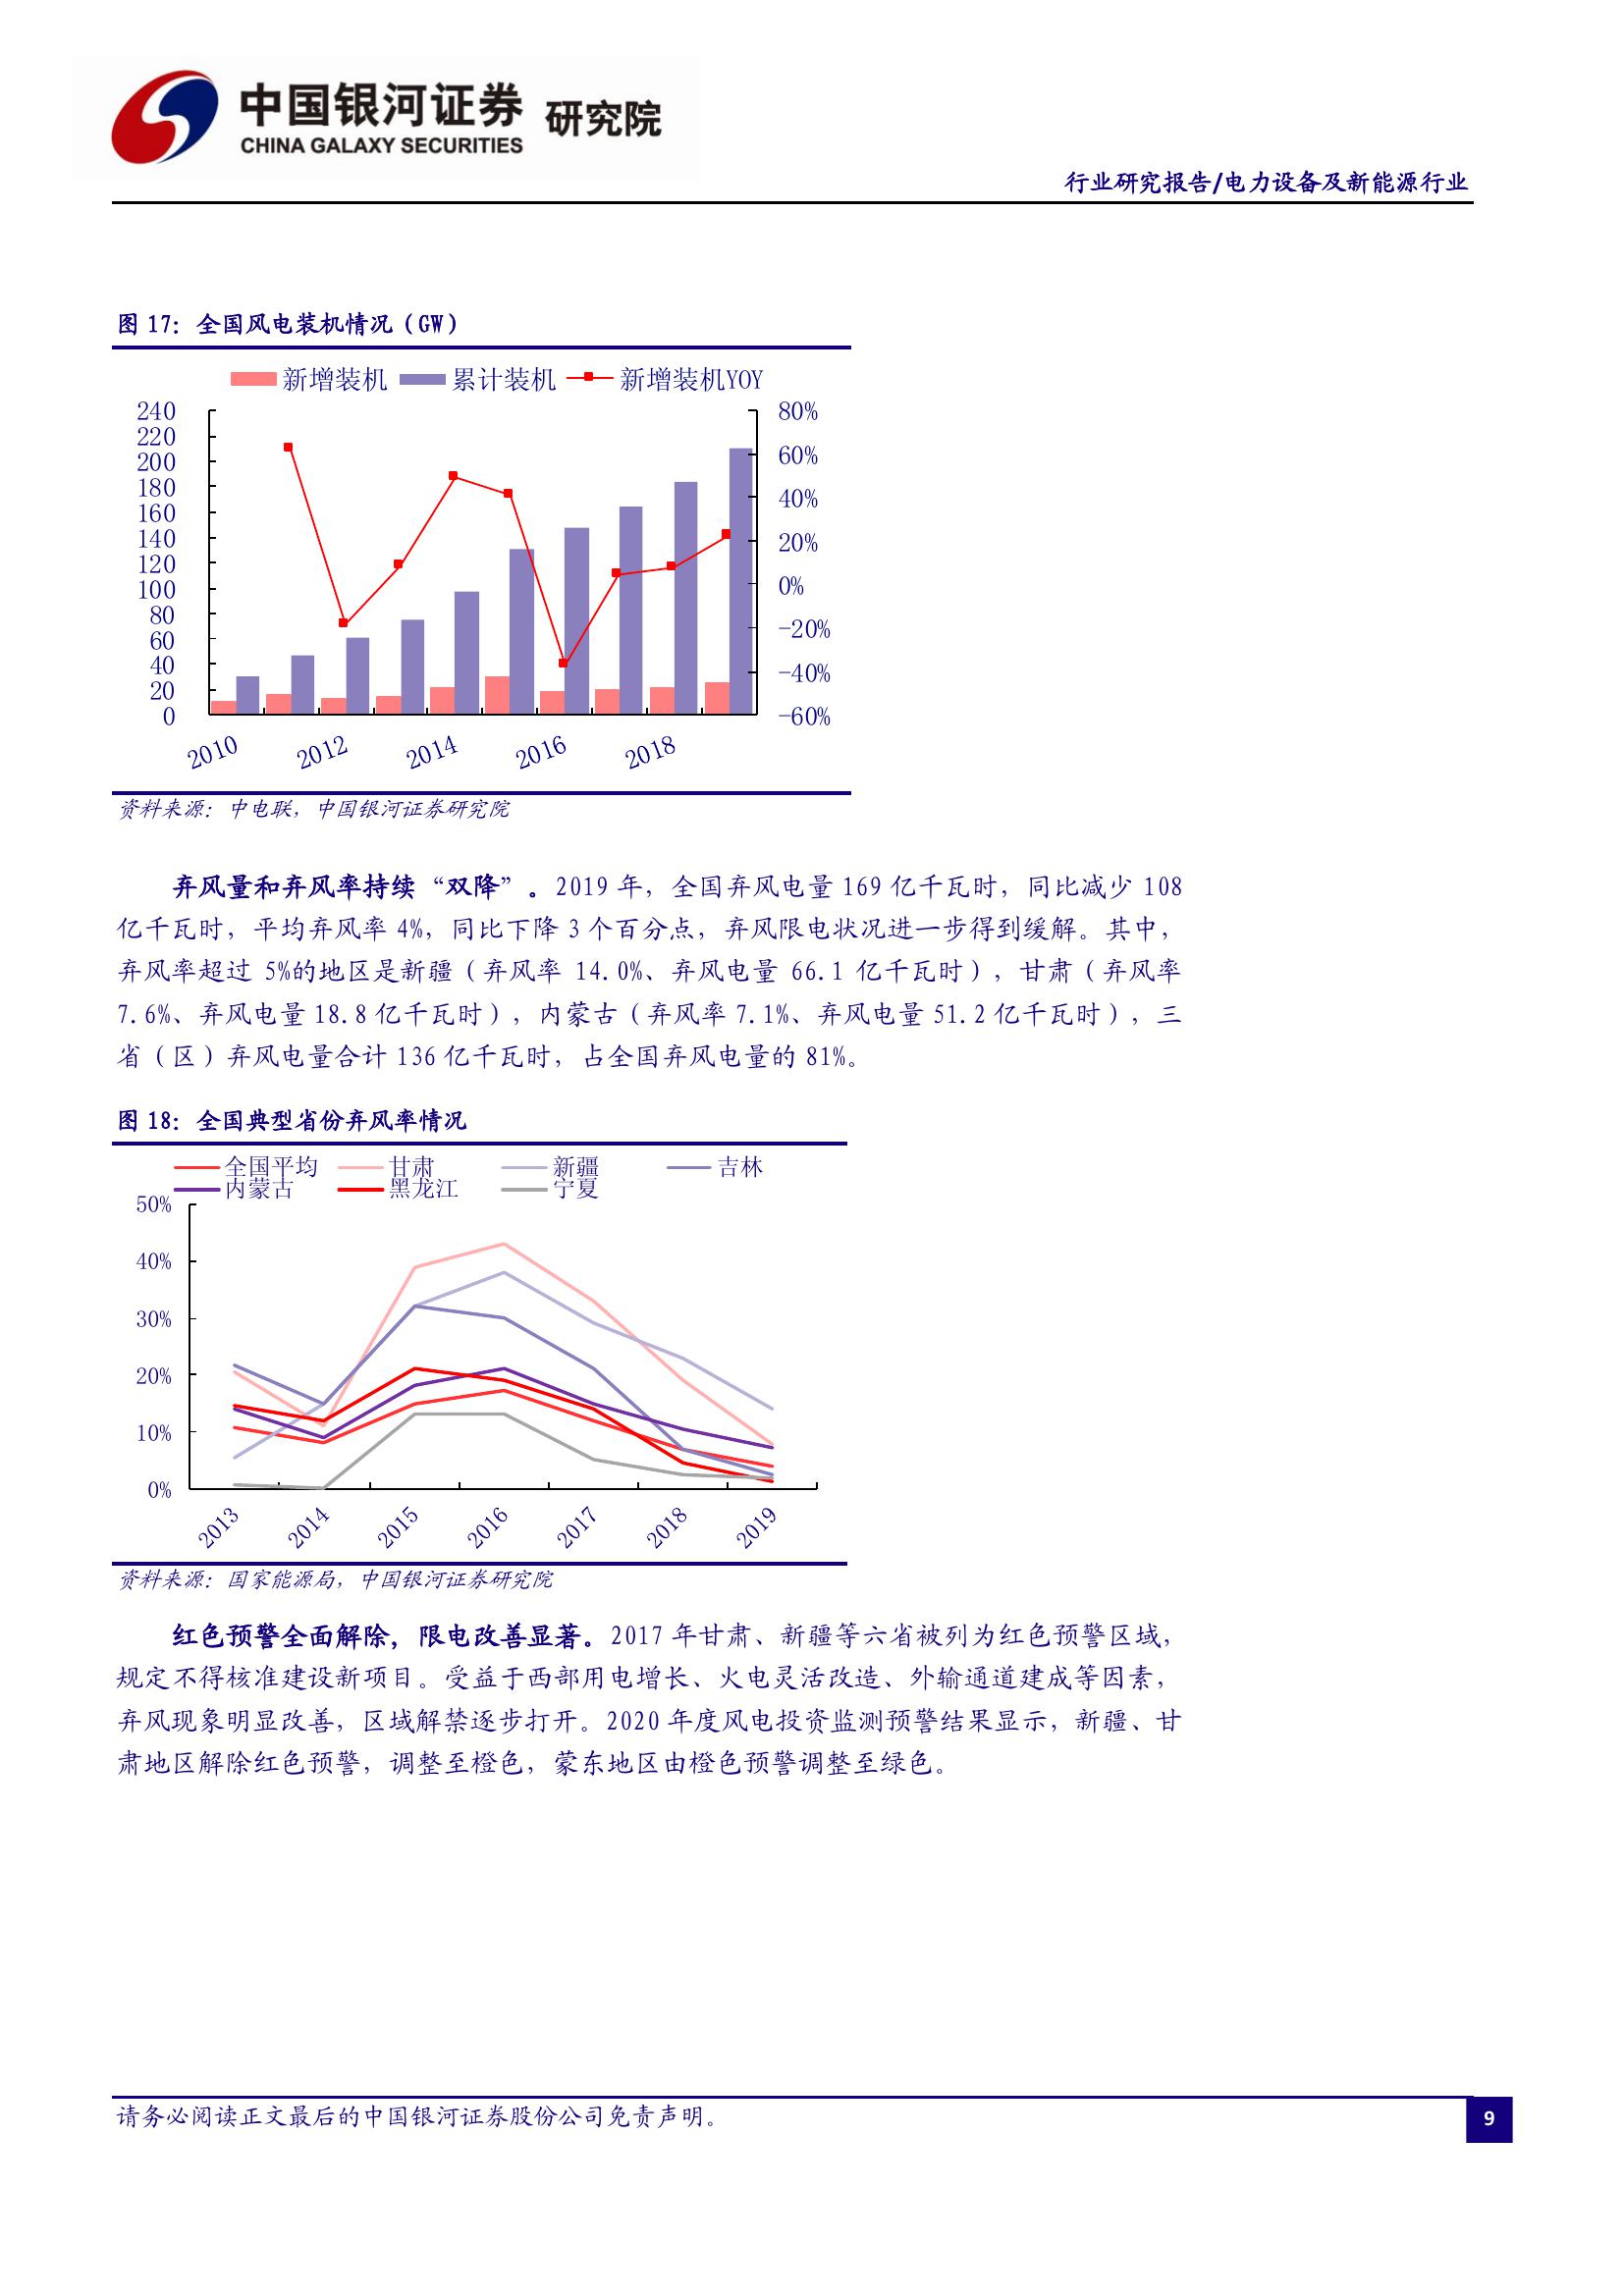 中国银河证券 研究院
CHINA GALAXY SECURITIES
行业研究报告/电力设备及新能源行业
图 17：全国风电装机情况（GW）
新增装机 累计装机 新增装机YOY
240 80%
220
200 60%
180 40%
160
140 20%
120
100 0%
80
60 -20%
40 -40%
20
0 -60%
2010 2012 2014 2016 2018
资料来源：中电联，中国银河证券研究院
弃风量和弃风率持续“双降”。2019 年，全国弃风电量 169 亿千瓦时，同比减少 108
亿千瓦时，平均弃风率 4%，同比下降 3 个百分点，弃风限电状况进一步得到缓解。其中，
弃风率超过 5%的地区是新疆（弃风率 14.0%、弃风电量 66.1 亿千瓦时），甘肃（弃风率
7.6%、弃风电量 18.8 亿千瓦时），内蒙古（弃风率 7.1%、弃风电量 51.2 亿千瓦时），三
省（区）弃风电量合计 136 亿千瓦时，占全国弃风电量的 81%。
图 18：全国典型省份弃风率情况
全国平均 甘肃 新疆 吉林
内蒙古 黑龙江 宁夏
50%
40%
30%
20%
10%
0%
2013 2014 2015 2016 2017 2018 2019
资料来源：国家能源局，中国银河证券研究院
红色预警全面解除，限电改善显著。2017 年甘肃、新疆等六省被列为红色预警区域，
规定不得核准建设新项目。受益于西部用电增长、火电灵活改造、外输通道建成等因素，
弃风现象明显改善，区域解禁逐步打开。2020 年度风电投资监测预警结果显示，新疆、甘
肃地区解除红色预警，调整至橙色，蒙东地区由橙色预警调整至绿色。
请务必阅读正文最后的中国银河证券股份公司免责声明。
9